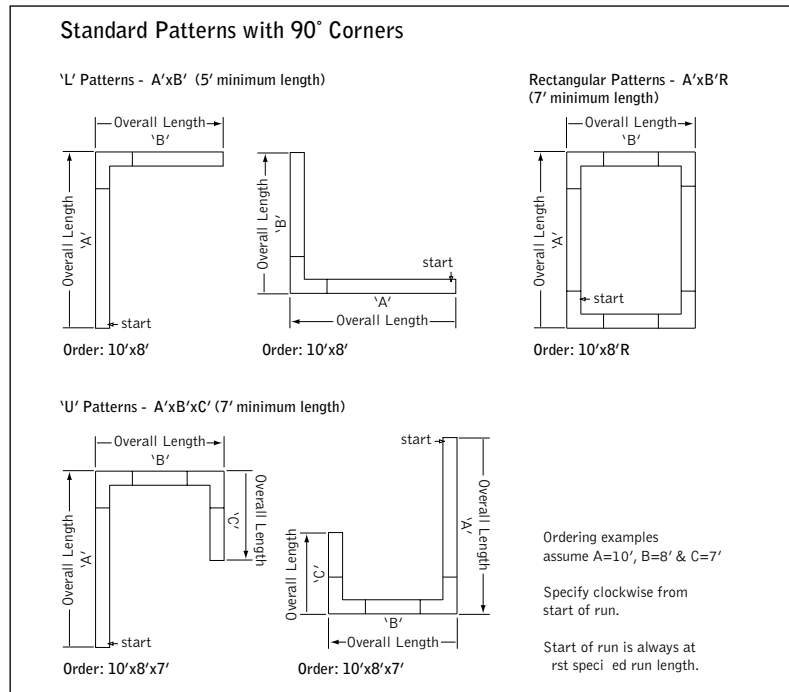 Standard Patterns with 90° Corners
‘L’ Patterns - A’xB’ (5’ minimum length)
Overall Length
‘B’
Overall Length
‘A’
start
Order: 10’x8’
Overall Length
‘B’
start
‘A’
Overall Length
Order: 10’x8’
Rectangular Patterns - A’xB’R
(7’ minimum length)
Overall Length
‘B’
Overall Length
‘A’
start
Order: 10’x8’R
‘U’ Patterns - A’xB’xC’ (7’ minimum length)
Overall Length
‘B’
Overall Length
‘A’
‘C’
Overall Length
start
Order: 10’x8’x7’
start
Overall Length
‘A’
Overall Length
‘C’
‘B’
Overall Length
Order: 10’x8’x7’
Ordering examples
assume A=10’, B=8’ & C=7’
Specify clockwise from
start of run.
Start of run is always at
rst speci ed run length.